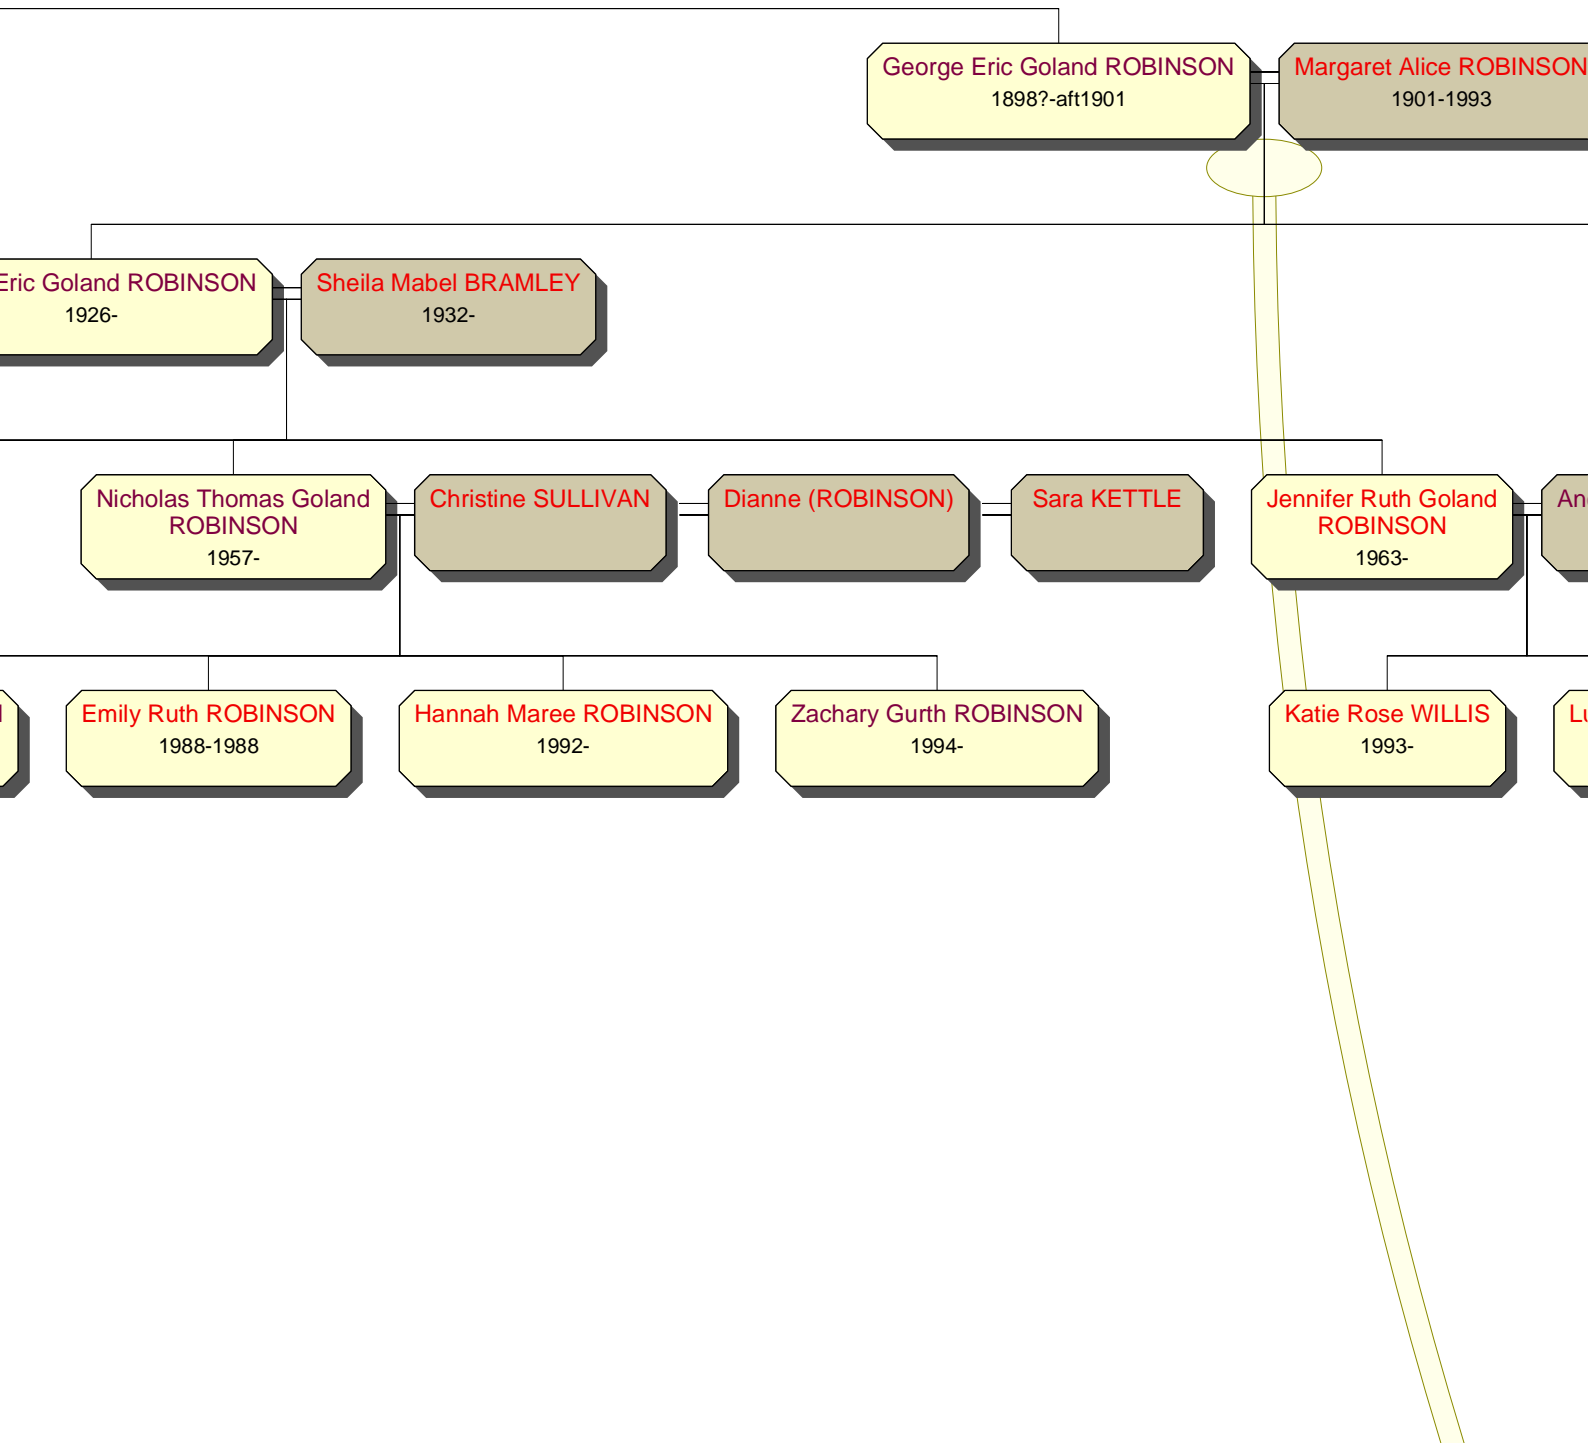 George Eric Goland ROBINSON
1898?-aft1901
Margaret Alice ROBINSON
1901-1993
Eric Goland ROBINSON
1926-
Sheila Mabel BRAMLEY
1932-
Nicholas Thomas Goland
ROBINSON
1957-
Christine SULLIVAN
Dianne (ROBINSON)
Sara KETTLE
Jennifer Ruth Goland
ROBINSON
1963-
Emily Ruth ROBINSON
1988-1988
Hannah Maree ROBINSON
1992-
Zachary Gurth ROBINSON
1994-
Katie Rose WILLIS
1993-